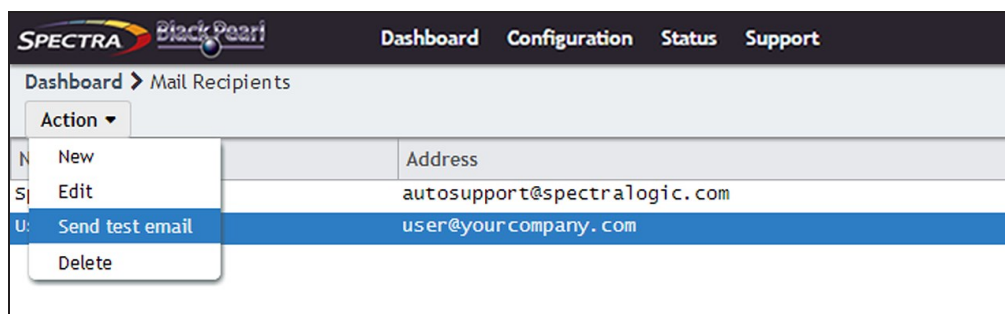 SPECTRA BlackPearl Dashboard Configuration Status Support
Dashboard > Mail Recipients
Action
Address
New
autosupport@spectralogic.com
Edit
user@yourcompany.com
Send test email
Delete